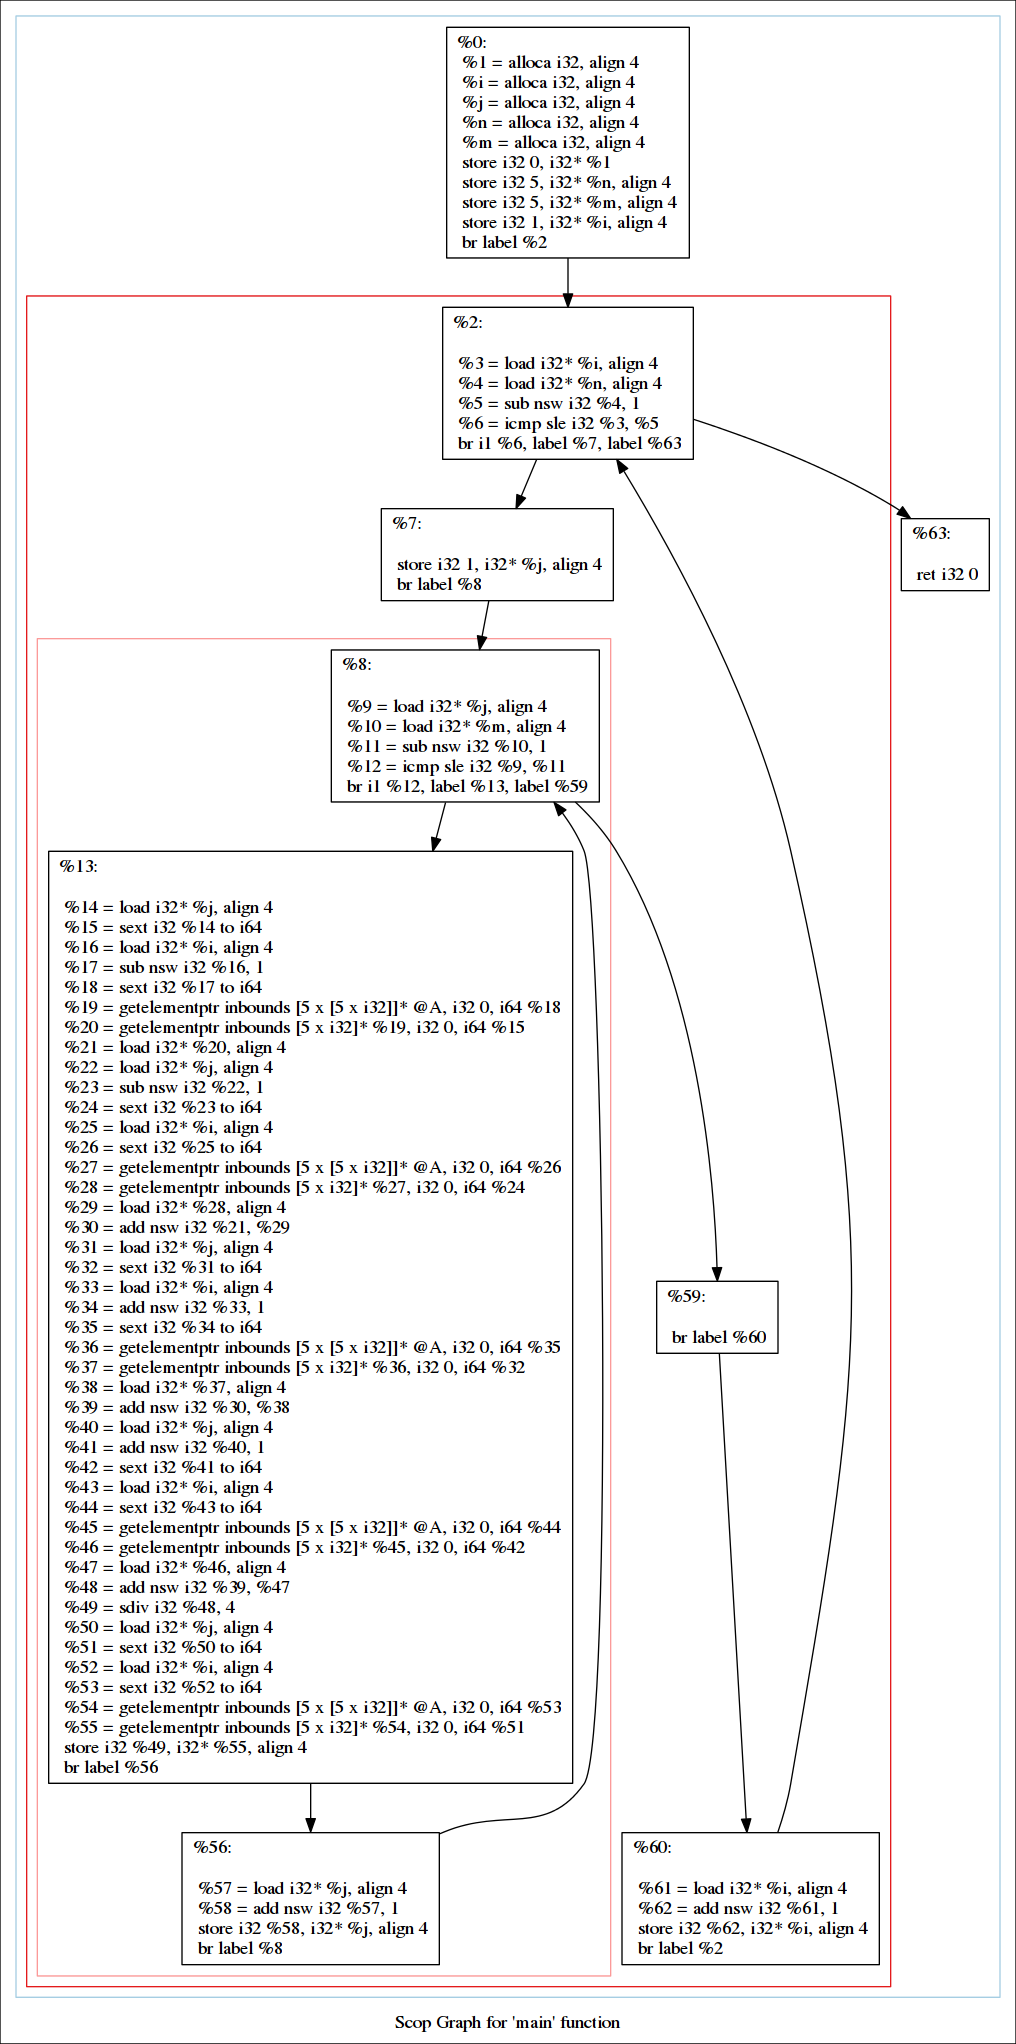 %0:
%1 = alloca i32, align 4
%i = alloca i32, align 4
%j = alloca i32, align 4
%n = alloca i32, align 4
%m = alloca i32, align 4
store i32 0, i32* %1
store i32 5, i32* %n, align 4
store i32 5, i32* %m, align 4
store i32 1, i32* %i, align 4
br label %2
%2:
%3 = load i32* %i, align 4
%4 = load i32* %n, align 4
%5 = sub nsw i32 %4, 1
%6 = icmp sle i32 %3, %5
br i1 %6, label %7, label %63
%7:
store i32 1, i32* %j, align 4
br label %8
%63:
ret i32 0
%8:
%9 = load i32* %j, align 4
%10 = load i32* %m, align 4
%11 = sub nsw i32 %10, 1
%12 = icmp sle i32 %9, %11
br i1 %12, label %13, label %59
%13:
%14 = load i32* %j, align 4
%15 = sext i32 %14 to i64
%16 = load i32* %i, align 4
%17 = sub nsw i32 %16, 1
%18 = sext i32 %17 to i64
%19 = getelementptr inbounds [5 x [5 x i32]]* @A, i32 0, i64 %18
%20 = getelementptr inbounds [5 x i32]* %19, i32 0, i64 %15
%21 = load i32* %20, align 4
%22 = load i32* %j, align 4
%23 = sub nsw i32 %22, 1
%24 = sext i32 %23 to i64
%25 = load i32* %i, align 4
%26 = sext i32 %25 to i64
%27 = getelementptr inbounds [5 x [5 x i32]]* @A, i32 0, i64 %26
%28 = getelementptr inbounds [5 x i32]* %27, i32 0, i64 %24
%29 = load i32* %28, align 4
%30 = add nsw i32 %21, %29
%31 = load i32* %j, align 4
%32 = sext i32 %31 to i64
%33 = load i32* %i, align 4
%34 = add nsw i32 %33, 1
%35 = sext i32 %34 to i64
%36 = getelementptr inbounds [5 x [5 x i32]]* @A, i32 0, i64 %35
%37 = getelementptr inbounds [5 x i32]* %36, i32 0, i64 %32
%38 = load i32* %37, align 4
%39 = add nsw i32 %30, %38
%40 = load i32* %j, align 4
%41 = add nsw i32 %40, 1
%42 = sext i32 %41 to i64
%43 = load i32* %i, align 4
%44 = sext i32 %43 to i64
%45 = getelementptr inbounds [5 x [5 x i32]]* @A, i32 0, i64 %44
%46 = getelementptr inbounds [5 x i32]* %45, i32 0, i64 %42
%47 = load i32* %46, align 4
%48 = add nsw i32 %39, %47
%49 = sdiv i32 %48, 4
%50 = load i32* %j, align 4
%51 = sext i32 %50 to i64
%52 = load i32* %i, align 4
%53 = sext i32 %52 to i64
%54 = getelementptr inbounds [5 x [5 x i32]]* @A, i32 0, i64 %53
%55 = getelementptr inbounds [5 x i32]* %54, i32 0, i64 %51
store i32 %49, i32* %55, align 4
br label %56
%59:
br label %60
%56:
%57 = load i32* %j, align 4
%58 = add nsw i32 %57, 1
store i32 %58, i32* %j, align 4
br label %8
%60:
%61 = load i32* %i, align 4
%62 = add nsw i32 %61, 1
store i32 %62, i32* %i, align 4
br label %2
Scop Graph for 'main' function